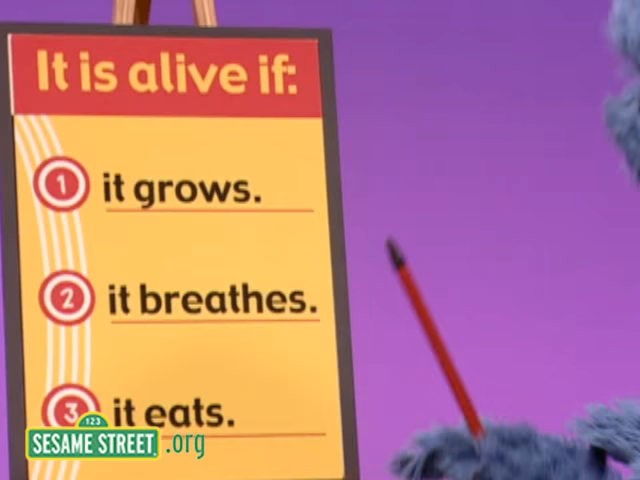 It is alive if:
1 it grows.
2 it breathes.
3 it eats.
123
SESAME STREET .org